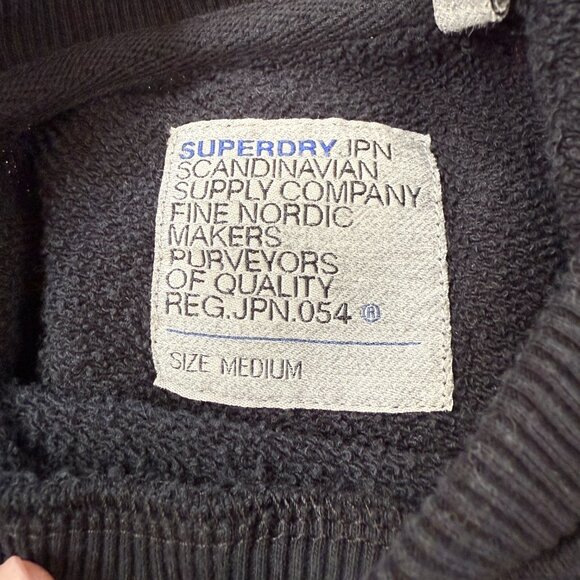 SUPERDRY.JPN
SCANDINAVIAN
SUPPLY COMPANY
FINE NORDIC
MAKERS
PURVEYORS
OF QUALITY
REG.JPN.054 ®
SIZE MEDIUM